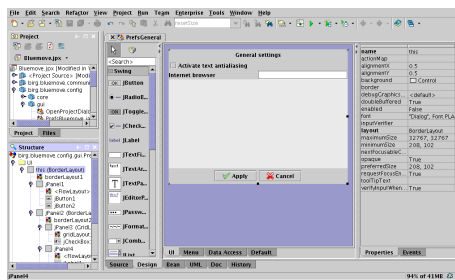 File Edit Search Refactor View Project Run Team Enterprise Tools Window Help
Project
Bluemove.jpx
Bluemove.jpx (Modified in
<Project Source> (Mod
birg.bluemove.commun
birg.bluemove.config
core
gui
OpenProjectDialo
Project Files
Structure
birg.bluemove.config.gui.Pre
UI
this (BorderLayout)
borderLayout1
jPanel1
<FlowLayout>
jButton1
jButton2
jPanel2 (BorderLa
borderLayout2
jPanel3 (GridL
gridLayout
jCheckBox
jPanel4
<FlowLayo
PrefsGeneral
<Search>
Swing
JButton
JRadioB...
JToggle...
JCheck...
JLabel
JTextFi...
JTextAr...
JTextPa...
JEditorP...
JPassw...
JFormat...
JComb...
JList
General settings
Activate text antialiasing
Internet browser
Apply Cancel
UI Menu Data Access Default
Source Design Bean UML Doc History
name this
actionMap
alignmentX 0.5
alignmentY 0.5
background Control
border
debugGraphics... <default>
doubleBuffered True
enabled False
font "Dialog", Font.PLA
inputVerifier
layout BorderLayout
maximumSize 32767, 32767
minimumSize 208, 102
nextFocusableC...
opaque True
preferredSize 208, 102
requestFocusEn... True
toolTipText
verifyInputWhen... True
Properties Events
jPanel4
94% of 41ME